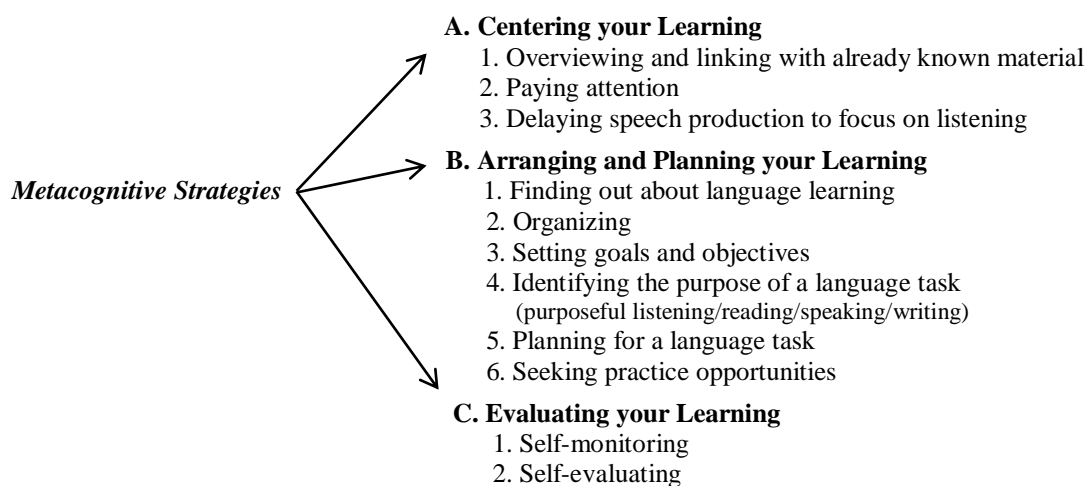 A. Centering your Learning
1. Overviewing and linking with already known material
2. Paying attention
3. Delaying speech production to focus on listening
B. Arranging and Planning your Learning
1. Finding out about language learning
Metacognitive Strategies
2. Organizing
3. Setting goals and objectives
4. Identifying the purpose of a language task
(purposeful listening/reading/speaking/writing)
5. Planning for a language task
6. Seeking practice opportunities
C. Evaluating your Learning
1. Self-monitoring
2. Self-evaluating